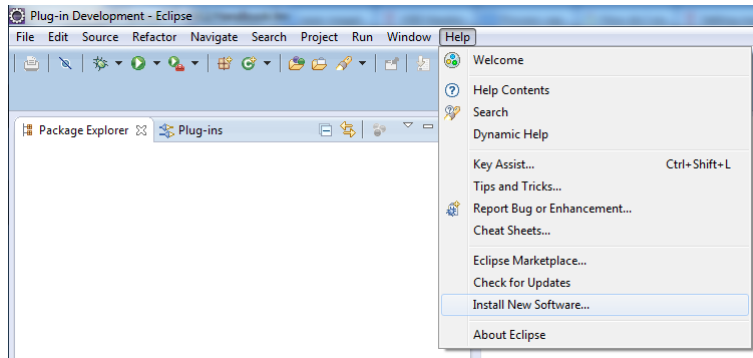 Plug-in Development - Eclipse
File Edit Source Refactor Navigate Search Project Run Window Help
Package Explorer Plug-ins
Welcome
Help Contents
Search
Dynamic Help
Key Assist... Ctrl+Shift+L
Tips and Tricks...
Report Bug or Enhancement...
Cheat Sheets...
Eclipse Marketplace...
Check for Updates
Install New Software...
About Eclipse